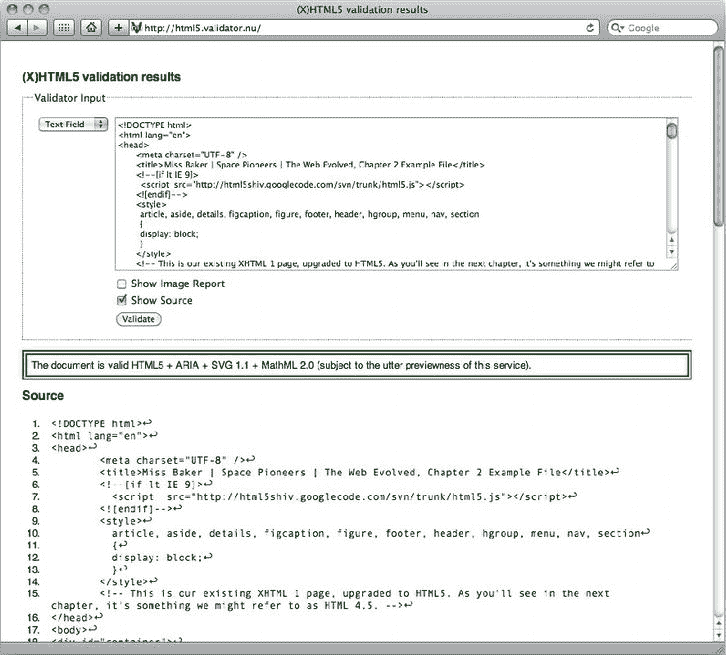 (X)HTML5 validation results
http://html5.validator.nu/
Google
(X)HTML5 validation results
Validator Input
Text Field
<!DOCTYPE html>
<html lang="en">
<head>
<meta charset="UTF-8" />
<title>Miss Baker | Space Pioneers | The Web Evolved, Chapter 2 Example File</title>
<!--[if lt IE 9]>
<script src="http://html5shiv.googlecode.com/svn/trunk/html5.js"></script>
<![endif]-->
<style>
article, aside, details, figcaption, figure, footer, header, hgroup, menu, nav, section
{
display: block;
}
</style>
<!-- This is our existing XHTML 1 page, upgraded to HTML5. As you'll see in the next chapter, it's something we might refer to
Show Image Report
Show Source
Validate
The document is valid HTML5 + ARIA + SVG 1.1 + MathML 2.0 (subject to the utter previewness of this service).
Source
1. <!DOCTYPE html>↩
2. <html lang="en">↩
3. <head>↩
4. <meta charset="UTF-8" />↩
5. <title>Miss Baker | Space Pioneers | The Web Evolved, Chapter 2 Example File</title>↩
6. <!--[if lt IE 9]>↩
7. <script src="http://html5shiv.googlecode.com/svn/trunk/html5.js"></script>↩
8. <![endif]-->↩
9. <style>↩
10. article, aside, details, figcaption, figure, footer, header, hgroup, menu, nav, section↩
11. {↩
12. display: block;↩
13. }↩
14. </style>↩
15. <!-- This is our existing XHTML 1 page, upgraded to HTML5. As you'll see in the next
chapter, it's something we might refer to as HTML 4.5. -->↩
16. </head>↩
17. <body>↩
18. <div id="container">↩